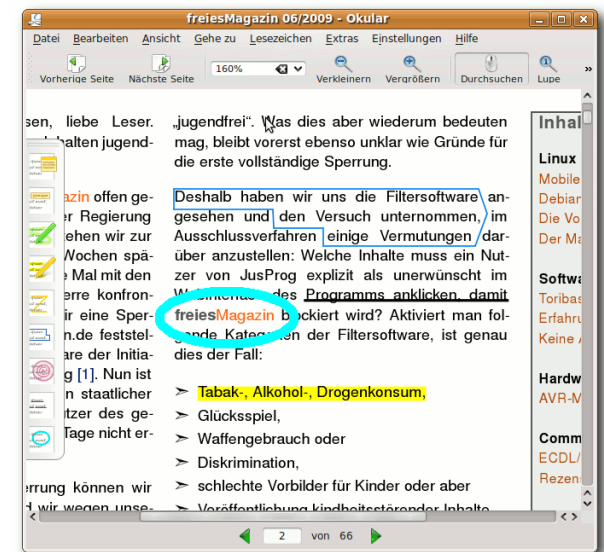 freiesMagazin 06/2009 - Okular
Datei Bearbeiten Ansicht Gehe zu Lesezeichen Extras Einstellungen Hilfe
Vorherige Seite Nächste Seite 160% Verkleinern Vergrößern Durchsuchen Lupe »
sen, liebe Leser.
halten jugend-
azin offen ge-
er Regierung
ehen wir zur
Wochen spä-
e Mal mit den
erre konfron-
ir eine Sper-
n.de feststel-
are der Initia-
g [1]. Nun ist
n staatlicher
utzer des ge-
Tage nicht er-
errung können wir
d wir wegen unse-
„jugendfrei“. Was dies aber wiederum bedeuten
mag, bleibt vorerst ebenso unklar wie Gründe für
die erste vollständige Sperrung.
Deshalb haben wir uns die Filtersoftware an-
gesehen und den Versuch unternommen, im
Ausschlussverfahren einige Vermutungen dar-
über anzustellen: Welche Inhalte muss ein Nut-
zer von JusProg explizit als unerwünscht im
des Programms anklicken, damit
freiesMagazin blockiert wird? Aktiviert man fol-
gende Kategorien der Filtersoftware, ist genau
dies der Fall:
➢ Tabak-, Alkohol-, Drogenkonsum,
➢ Glücksspiel,
➢ Waffengebrauch oder
➢ Diskrimination,
➢ schlechte Vorbilder für Kinder oder aber
➢ Veröffentlichung kindheitsstörender Inhalte
Inhal
Linux
Mobile
Debian
Die Vo
Der Ma
Softwa
Toribas
Erfahru
Keine
Hardw
AVR-M
Comm
ECDL/
Rezens
2 von 66